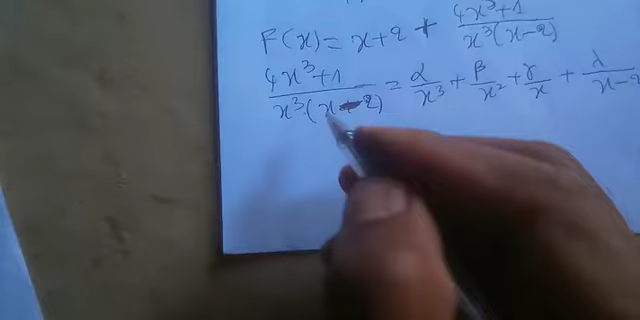 F(x) = x+2 + 4x³+1 / x³(x-2)
4x³+1 / x³(x-2) = α/x³ + β/x² + γ/x + λ/x-2